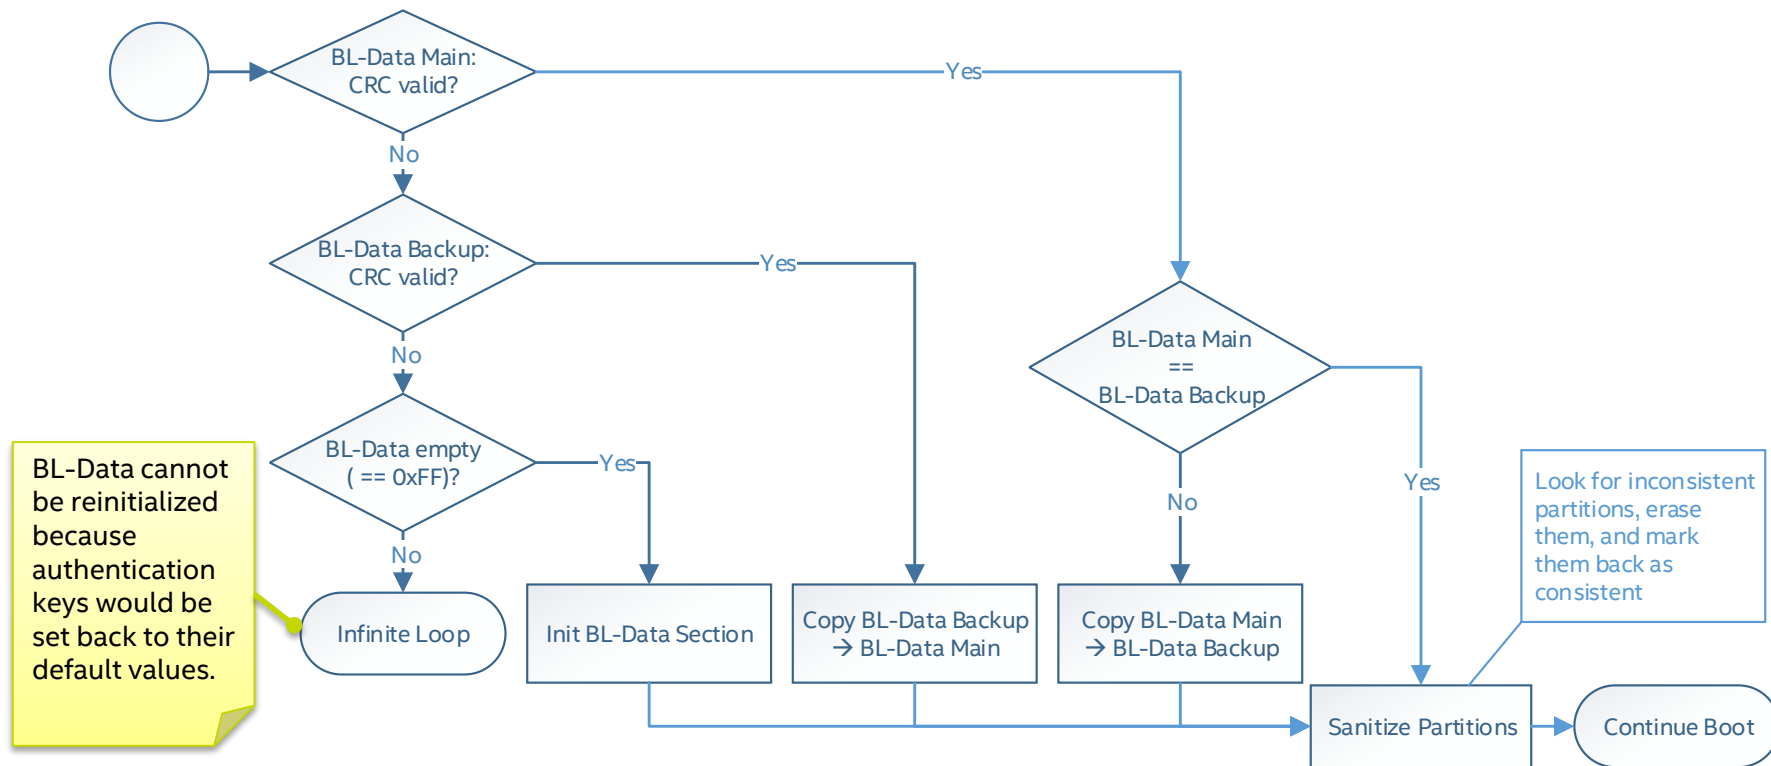 BL-Data Main:
CRC valid?
Yes
No
BL-Data Backup:
CRC valid?
Yes
No
BL-Data Main
==
BL-Data Backup
Yes
No
BL-Data empty
( == 0xFF)?
Yes
No
BL-Data cannot
be reinitialized
because
authentication
keys would be
set back to their
default values.
Infinite Loop
Init BL-Data Section
Copy BL-Data Backup
→ BL-Data Main
Copy BL-Data Main
→ BL-Data Backup
Look for inconsistent
partitions, erase
them, and mark
them back as
consistent
Sanitize Partitions
Continue Boot